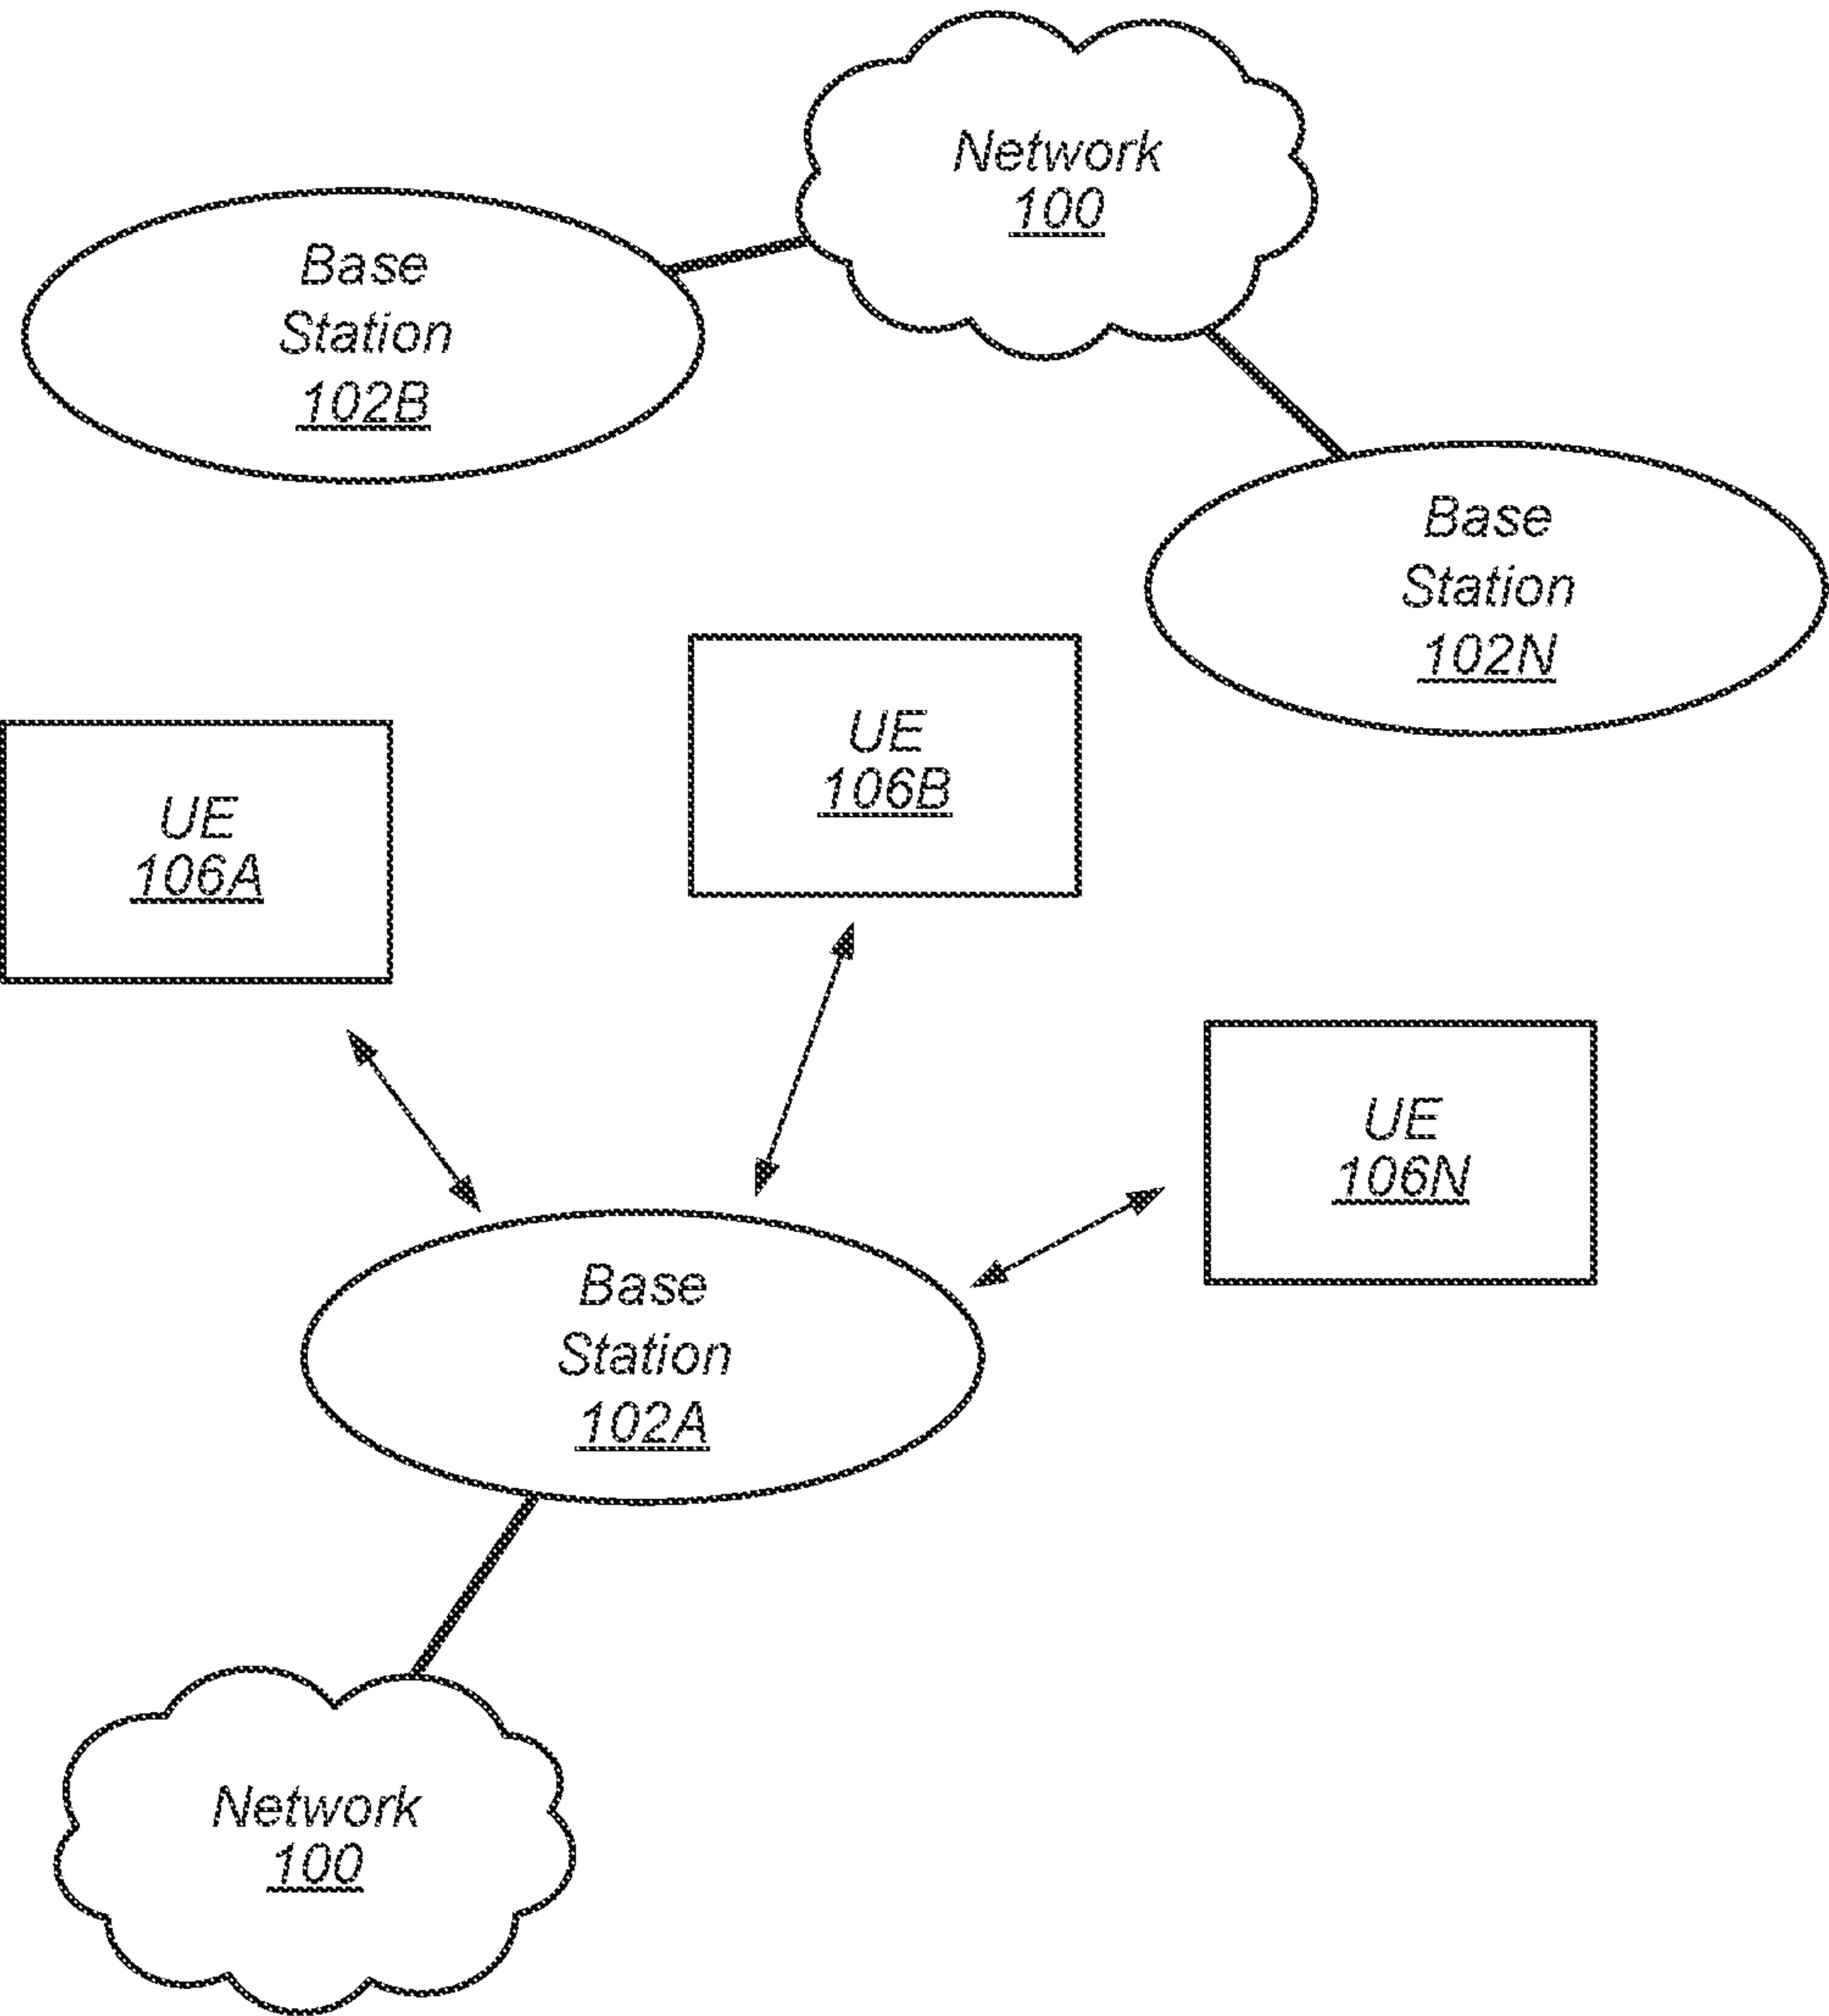 Network
100
Base
Station
102B
Base
Station
102N
UE
106B
UE
106A
UE
106N
Base
Station
102A
Network
100